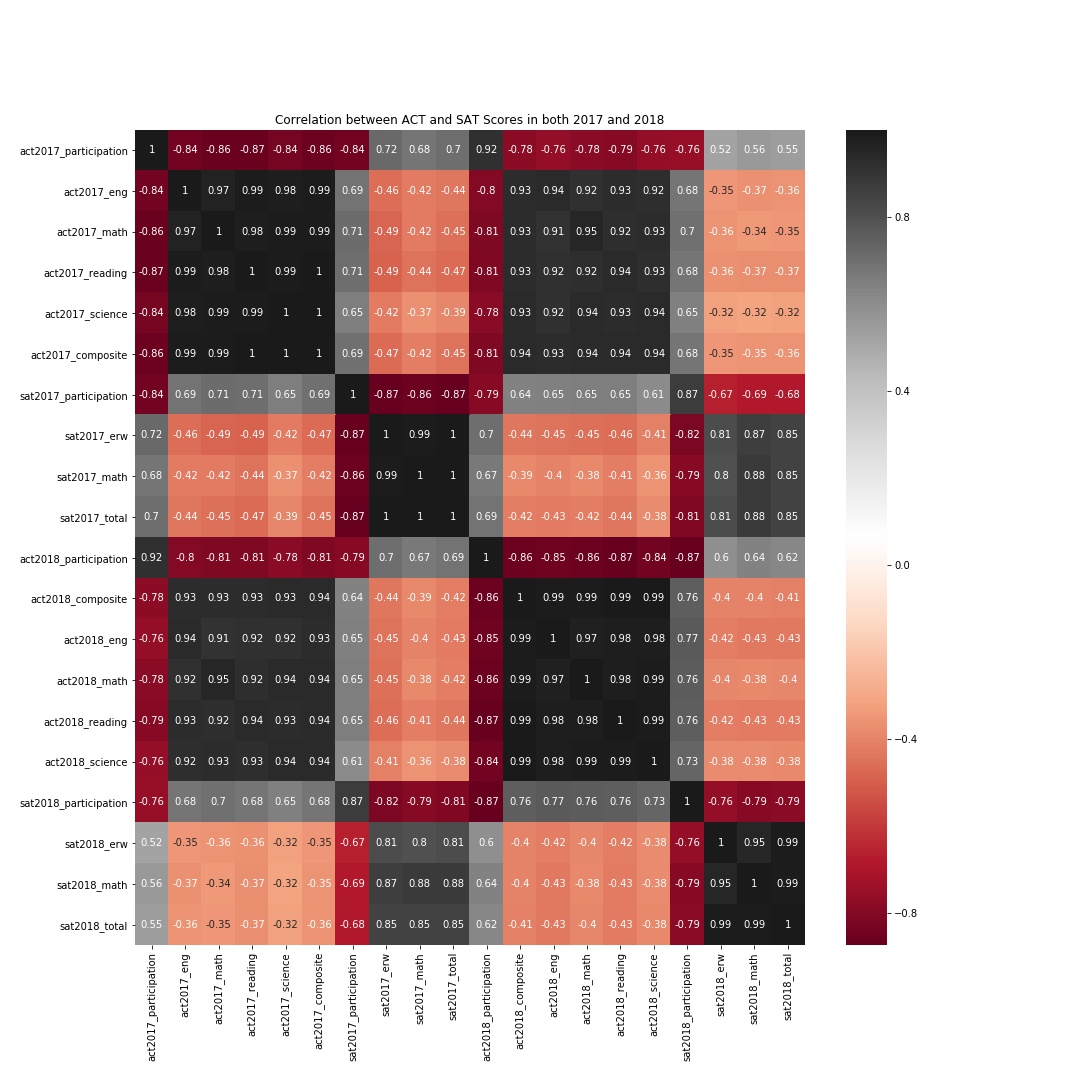 Correlation between ACT and SAT Scores in both 2017 and 2018
act2017_participation 1 -0.84 -0.86 -0.87 -0.84 -0.86 -0.84 0.72 0.68 0.7 0.92 -0.78 -0.76 -0.78 -0.79 -0.76 -0.76 0.52 0.56 0.55
act2017_eng -0.84 1 0.97 0.99 0.98 0.99 0.69 -0.46 -0.42 -0.44 -0.8 0.93 0.94 0.92 0.93 0.92 0.68 -0.35 -0.37 -0.36
0.8
act2017_math -0.86 0.97 1 0.98 0.99 0.99 0.71 -0.49 -0.42 -0.45 -0.81 0.93 0.91 0.95 0.92 0.93 0.7 -0.36 -0.34 -0.35
act2017_reading -0.87 0.99 0.98 1 0.99 1 0.71 -0.49 -0.44 -0.47 -0.81 0.93 0.92 0.92 0.94 0.93 0.68 -0.36 -0.37 -0.37
act2017_science -0.84 0.98 0.99 0.99 1 1 0.65 -0.42 -0.37 -0.39 -0.78 0.93 0.92 0.94 0.93 0.94 0.65 -0.32 -0.32 -0.32
act2017_composite -0.86 0.99 0.99 1 1 1 0.69 -0.47 -0.42 -0.45 -0.81 0.94 0.93 0.94 0.94 0.94 0.68 -0.35 -0.35 -0.36
0.4
sat2017_participation -0.84 0.69 0.71 0.71 0.65 0.69 1 -0.87 -0.86 -0.87 -0.79 0.64 0.65 0.65 0.65 0.61 0.87 -0.67 -0.69 -0.68
sat2017_erw 0.72 -0.46 -0.49 -0.49 -0.42 -0.47 -0.87 1 0.99 1 0.7 -0.44 -0.45 -0.45 -0.46 -0.41 -0.82 0.81 0.87 0.85
sat2017_math 0.68 -0.42 -0.42 -0.44 -0.37 -0.42 -0.86 0.99 1 1 0.67 -0.39 -0.4 -0.38 -0.41 -0.36 -0.79 0.8 0.88 0.85
sat2017_total 0.7 -0.44 -0.45 -0.47 -0.39 -0.45 -0.87 1 1 1 0.69 -0.42 -0.43 -0.42 -0.44 -0.38 -0.81 0.81 0.88 0.85
act2018_participation 0.92 -0.8 -0.81 -0.81 -0.78 -0.81 -0.79 0.7 0.67 0.69 1 -0.86 -0.85 -0.86 -0.87 -0.84 -0.87 0.6 0.64 0.62
0.0
act2018_composite -0.78 0.93 0.93 0.93 0.93 0.94 0.64 -0.44 -0.39 -0.42 -0.86 1 0.99 0.99 0.99 0.99 0.76 -0.4 -0.4 -0.41
act2018_eng -0.76 0.94 0.91 0.92 0.92 0.93 0.65 -0.45 -0.4 -0.43 -0.85 0.99 1 0.97 0.98 0.98 0.77 -0.42 -0.43 -0.43
act2018_math -0.78 0.92 0.95 0.92 0.94 0.94 0.65 -0.45 -0.38 -0.42 -0.86 0.99 0.97 1 0.98 0.99 0.76 -0.4 -0.38 -0.4
act2018_reading -0.79 0.93 0.92 0.94 0.93 0.94 0.65 -0.46 -0.41 -0.44 -0.87 0.99 0.98 0.98 1 0.99 0.76 -0.42 -0.43 -0.43
−0.4
act2018_science -0.76 0.92 0.93 0.93 0.94 0.94 0.61 -0.41 -0.36 -0.38 -0.84 0.99 0.98 0.99 0.99 1 0.73 -0.38 -0.38 -0.38
sat2018_participation -0.76 0.68 0.7 0.68 0.65 0.68 0.87 -0.82 -0.79 -0.81 -0.87 0.76 0.77 0.76 0.76 0.73 1 -0.76 -0.79 -0.79
sat2018_erw 0.52 -0.35 -0.36 -0.36 -0.32 -0.35 -0.67 0.81 0.8 0.81 0.6 -0.4 -0.42 -0.4 -0.42 -0.38 -0.76 1 0.95 0.99
sat2018_math 0.56 -0.37 -0.34 -0.37 -0.32 -0.35 -0.69 0.87 0.88 0.88 0.64 -0.4 -0.43 -0.38 -0.43 -0.38 -0.79 0.95 1 0.99
−0.8
sat2018_total 0.55 -0.36 -0.35 -0.37 -0.32 -0.36 -0.68 0.85 0.85 0.85 0.62 -0.41 -0.43 -0.4 -0.43 -0.38 -0.79 0.99 0.99 1
act2017_participation
act2017_eng
act2017_math
act2017_reading
act2017_science
act2017_composite
sat2017_participation
sat2017_erw
sat2017_math
sat2017_total
act2018_participation
act2018_composite
act2018_eng
act2018_math
act2018_reading
act2018_science
sat2018_participation
sat2018_erw
sat2018_math
sat2018_total